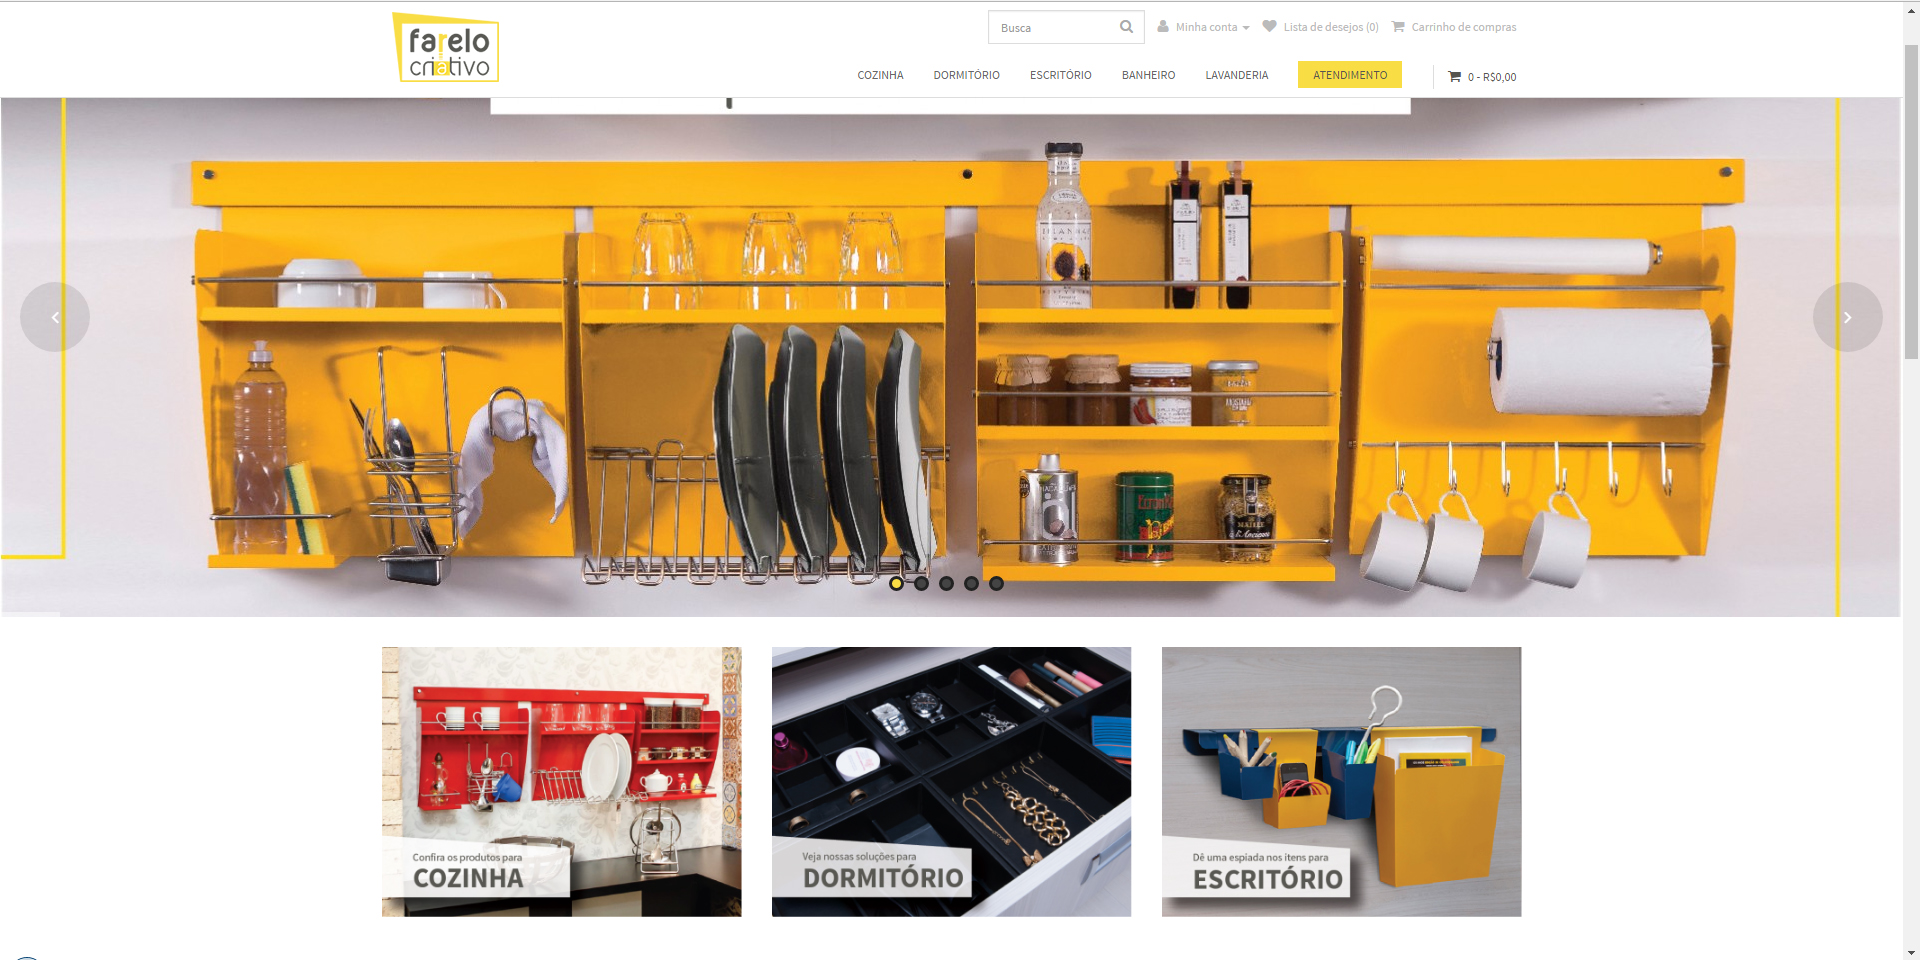 farelo
criativo
Busca
Minha conta
Lista de desejos (0)
Carrinho de compras
COZINHA
DORMITÓRIO
ESCRITÓRIO
BANHEIRO
LAVANDERIA
ATENDIMENTO
0 - R$0,00
MAILLE
Confira os produtos para
COZINHA
Veja nossas soluções para
DORMITÓRIO
Dê uma espiada nos itens para
ESCRITÓRIO